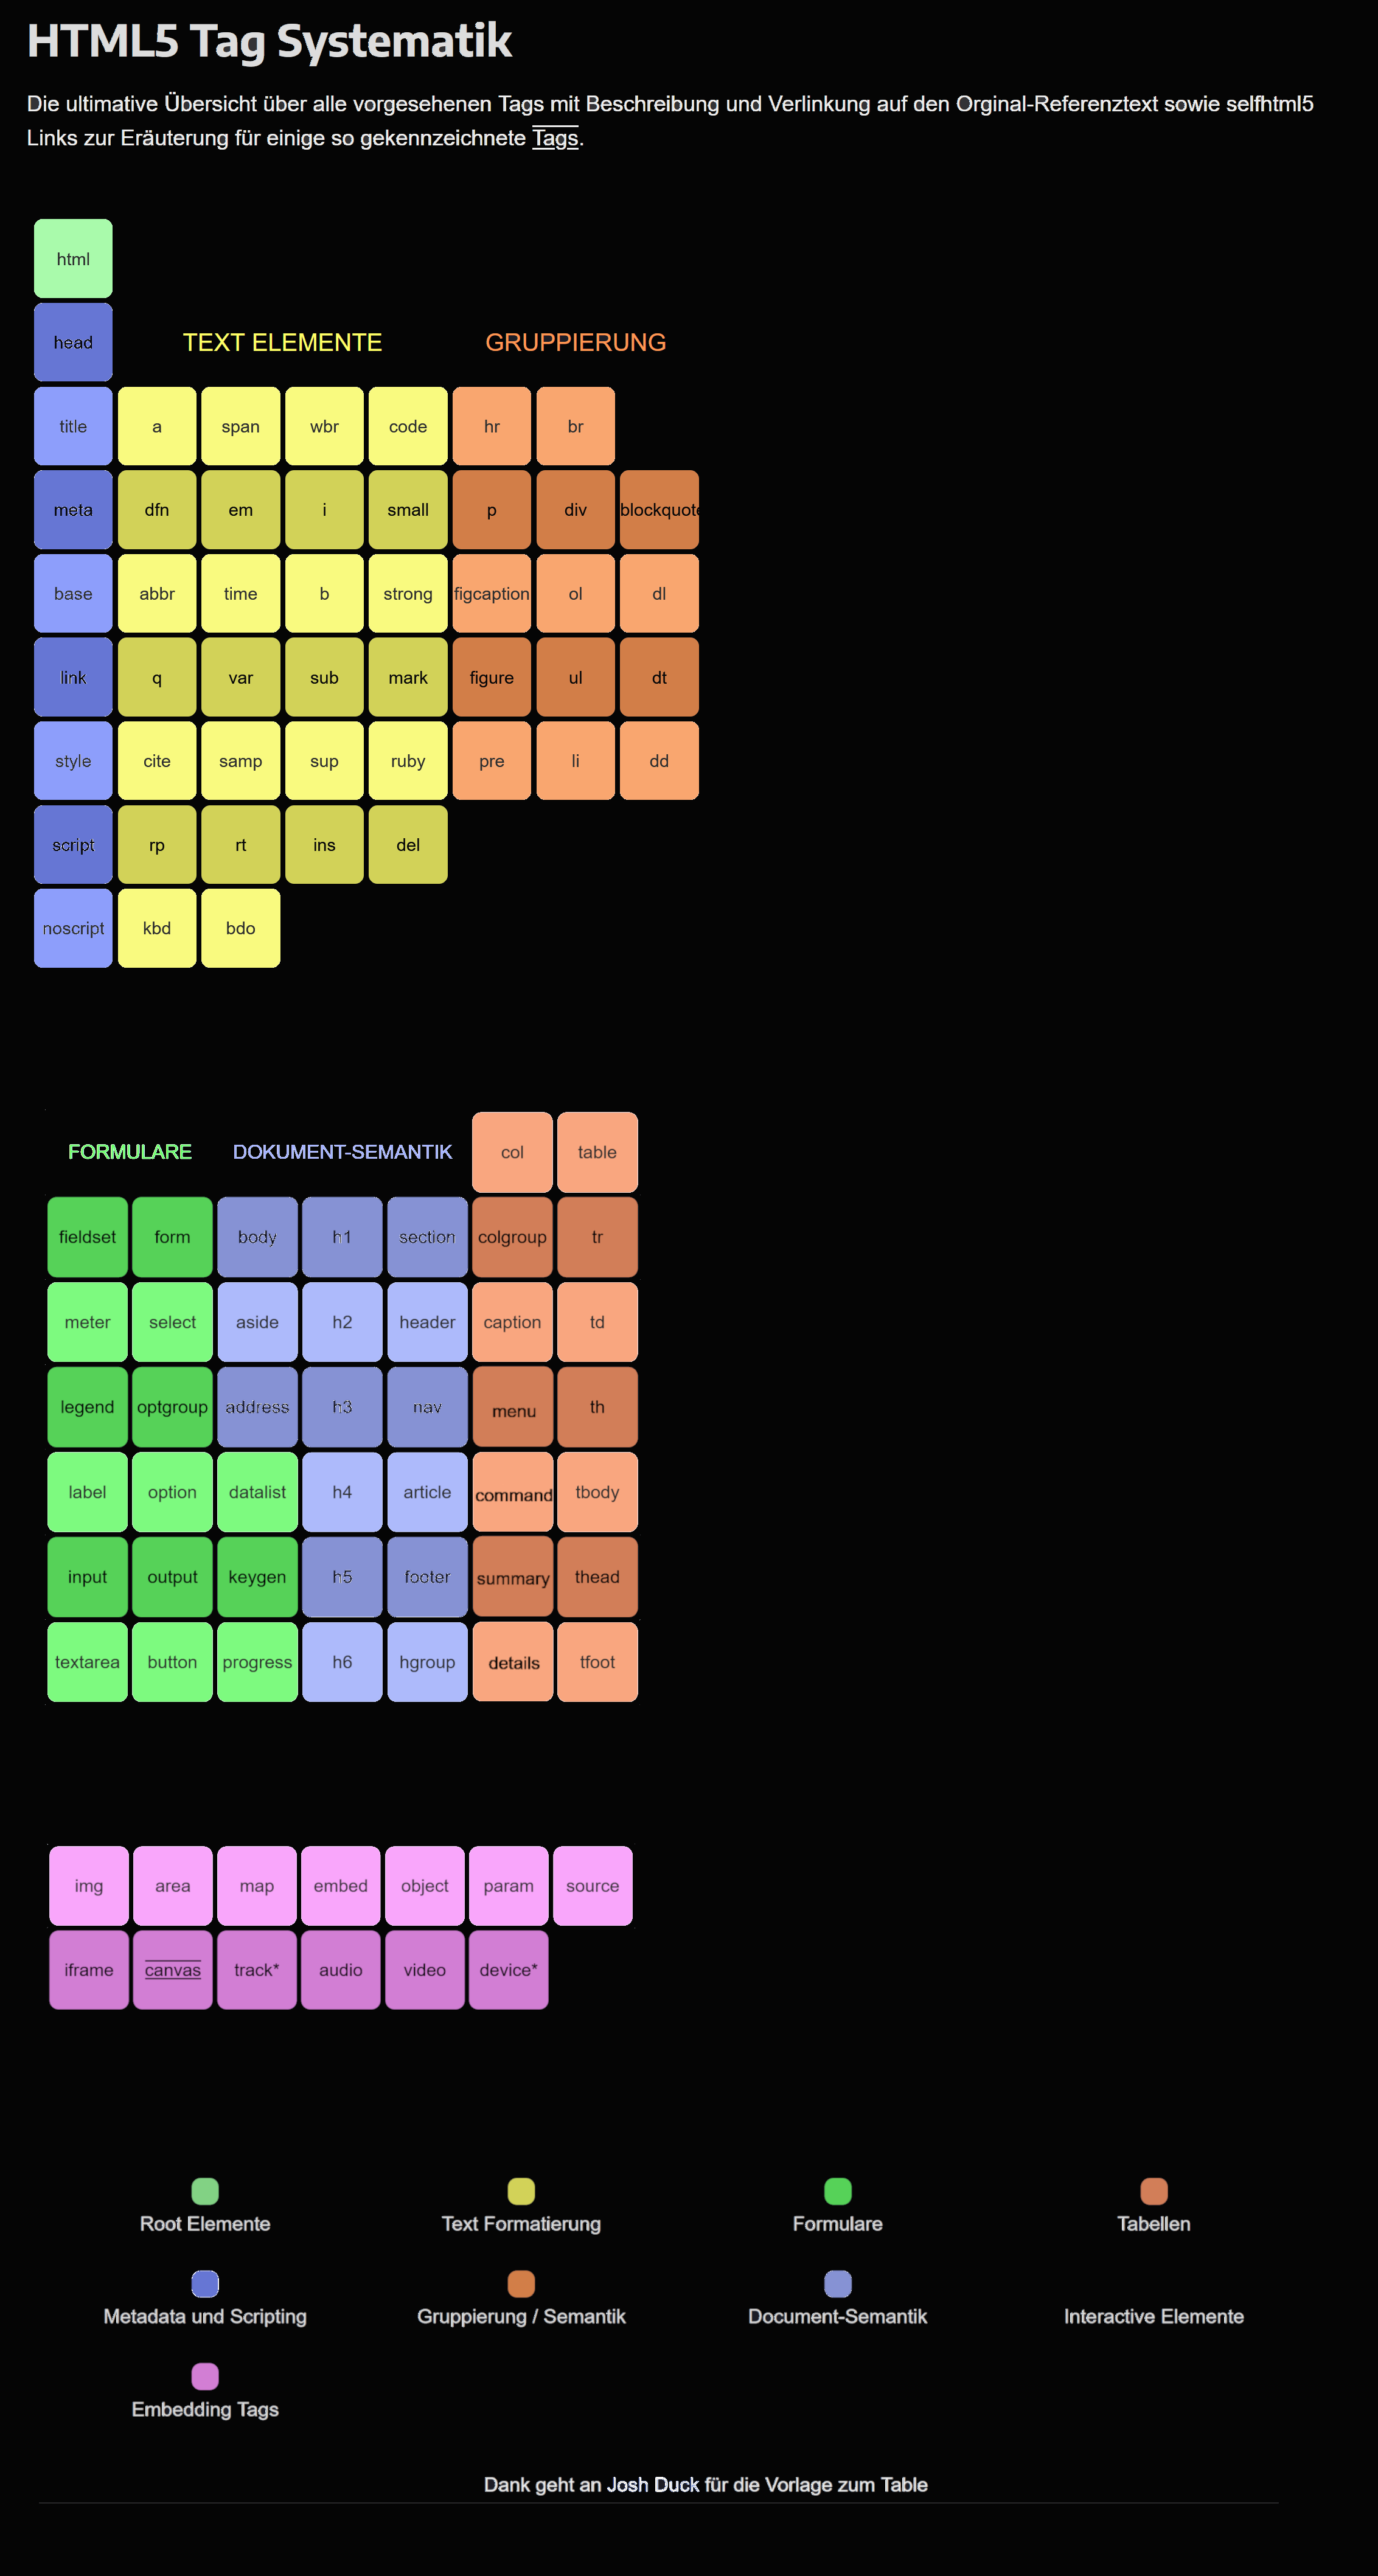 HTML5 Tag Systematik
Die ultimative Übersicht über alle vorgesehenen Tags mit Beschreibung und Verlinkung auf den Orginal-Referenztext sowie selfhtml5
Links zur Eräuterung für einige so gekennzeichnete Tags.
html
head TEXT ELEMENTE GRUPPIERUNG
title a span wbr code hr br
meta dfn em i small p div blockquote
base abbr time b strong figcaption ol dl
link q var sub mark figure ul dt
style cite samp sup ruby pre li dd
script rp rt ins del
noscript kbd bdo
FORMULARE DOKUMENT-SEMANTIK col table
fieldset form body h1 section colgroup tr
meter select aside h2 header caption td
legend optgroup address h3 nav menu th
label option datalist h4 article command tbody
input output keygen h5 footer summary thead
textarea button progress h6 hgroup details tfoot
img area map embed object param source
iframe canvas track* audio video device*
Root Elemente Text Formatierung Formulare Tabellen
Metadata und Scripting Gruppierung / Semantik Document-Semantik Interactive Elemente
Embedding Tags
Dank geht an Josh Duck für die Vorlage zum Table